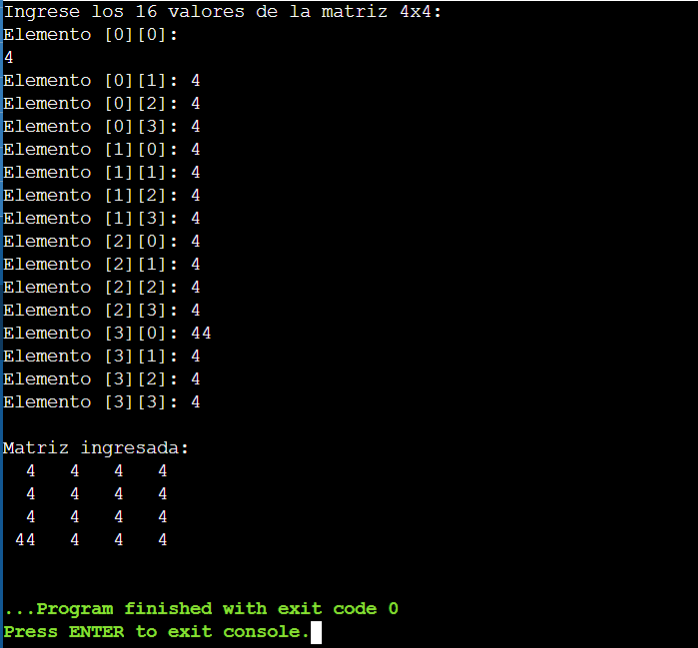 Ingrese los 16 valores de la matriz 4x4:
Elemento [0][0]:
4
Elemento [0][1]: 4
Elemento [0][2]: 4
Elemento [0][3]: 4
Elemento [1][0]: 4
Elemento [1][1]: 4
Elemento [1][2]: 4
Elemento [1][3]: 4
Elemento [2][0]: 4
Elemento [2][1]: 4
Elemento [2][2]: 4
Elemento [2][3]: 4
Elemento [3][0]: 44
Elemento [3][1]: 4
Elemento [3][2]: 4
Elemento [3][3]: 4
Matriz ingresada:
  4   4   4   4
  4   4   4   4
  4   4   4   4
 44   4   4   4
...Program finished with exit code 0
Press ENTER to exit console.